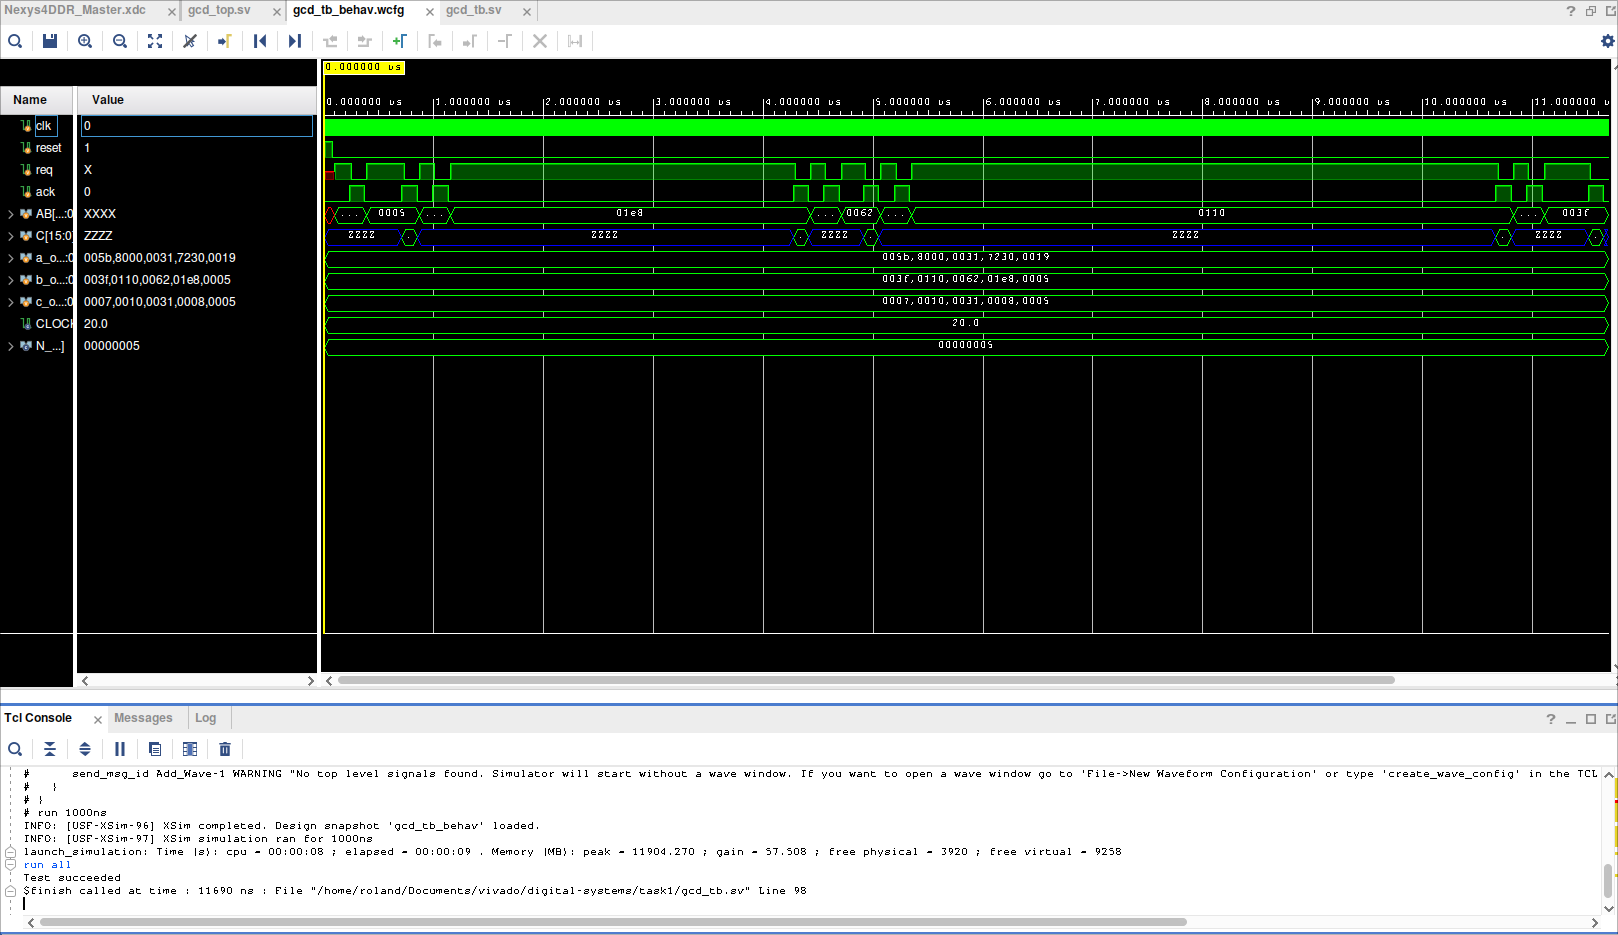 Nexys4DDR_Master.xdc gcd_top.sv gcd_tb_behav.wcfg gcd_tb.sv
0.000000 us
Name Value
0.000000 us 1.000000 us 2.000000 us 3.000000 us 4.000000 us 5.000000 us 6.000000 us 7.000000 us 8.000000 us 9.000000 us 10.000000 us 11.000000 u
clk 0
reset 1
req X
ack 0
AB[...:0 XXXX ... 0005 ... 01e8 ... 0062 ... 0110 ... 003f
C[15:0] ZZZZ ZZZZ . ZZZZ . ZZZZ . ZZZZ . ZZZZ .
a_o...:0 005b,8000,0031,7230,0019 005b,8000,0031,7230,0019
b_o...:0 003f,0110,0062,01e8,0005 003f,0110,0062,01e8,0005
c_o...:0 0007,0010,0031,0008,0005 0007,0010,0031,0008,0005
CLOCK 20.0 20.0
N_...] 00000005 00000005
Tcl Console Messages Log
# send_msg_id Add_Wave-1 WARNING "No top level signals found. Simulator will start without a wave window. If you want to open a wave window go to 'File->New Waveform Configuration' or type 'create_wave_config' in the TCL
# }
# }
# run 1000ns
INFO: [USF-XSim-96] XSim completed. Design snapshot 'gcd_tb_behav' loaded.
INFO: [USF-XSim-97] XSim simulation ran for 1000ns
launch_simulation: Time (s): cpu = 00:00:08 ; elapsed = 00:00:09 . Memory (MB): peak = 11904.270 ; gain = 57.508 ; free physical = 3920 ; free virtual = 9258
run all
Test succeeded
$finish called at time : 11690 ns : File "/home/roland/Documents/vivado/digital-systems/task1/gcd_tb.sv" Line 98